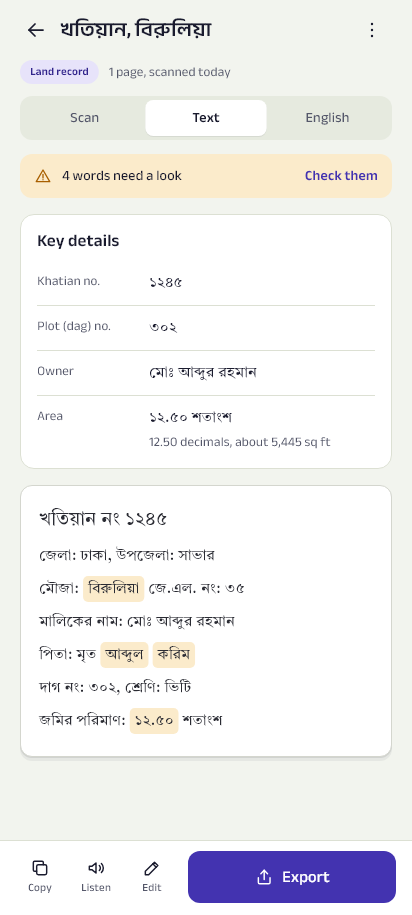 খতিয়ান, বিরুলিয়া
Land record 1 page, scanned today
Scan Text English
4 words need a look Check them
Key details
Khatian no. ১২৪৫
Plot (dag) no. ৩০২
Owner মোঃ আব্দুর রহমান
Area ১২.৫০ শতাংশ
12.50 decimals, about 5,445 sq ft
খতিয়ান নং ১২৪৫
জেলা: ঢাকা, উপজেলা: সাভার
মৌজা: বিরুলিয়া জে.এল. নং: ৩৫
মালিকের নাম: মোঃ আব্দুর রহমান
পিতা: মৃত আব্দুল করিম
দাগ নং: ৩০২, শ্রেণি: ভিটি
জমির পরিমাণ: ১২.৫০ শতাংশ
Copy Listen Edit Export